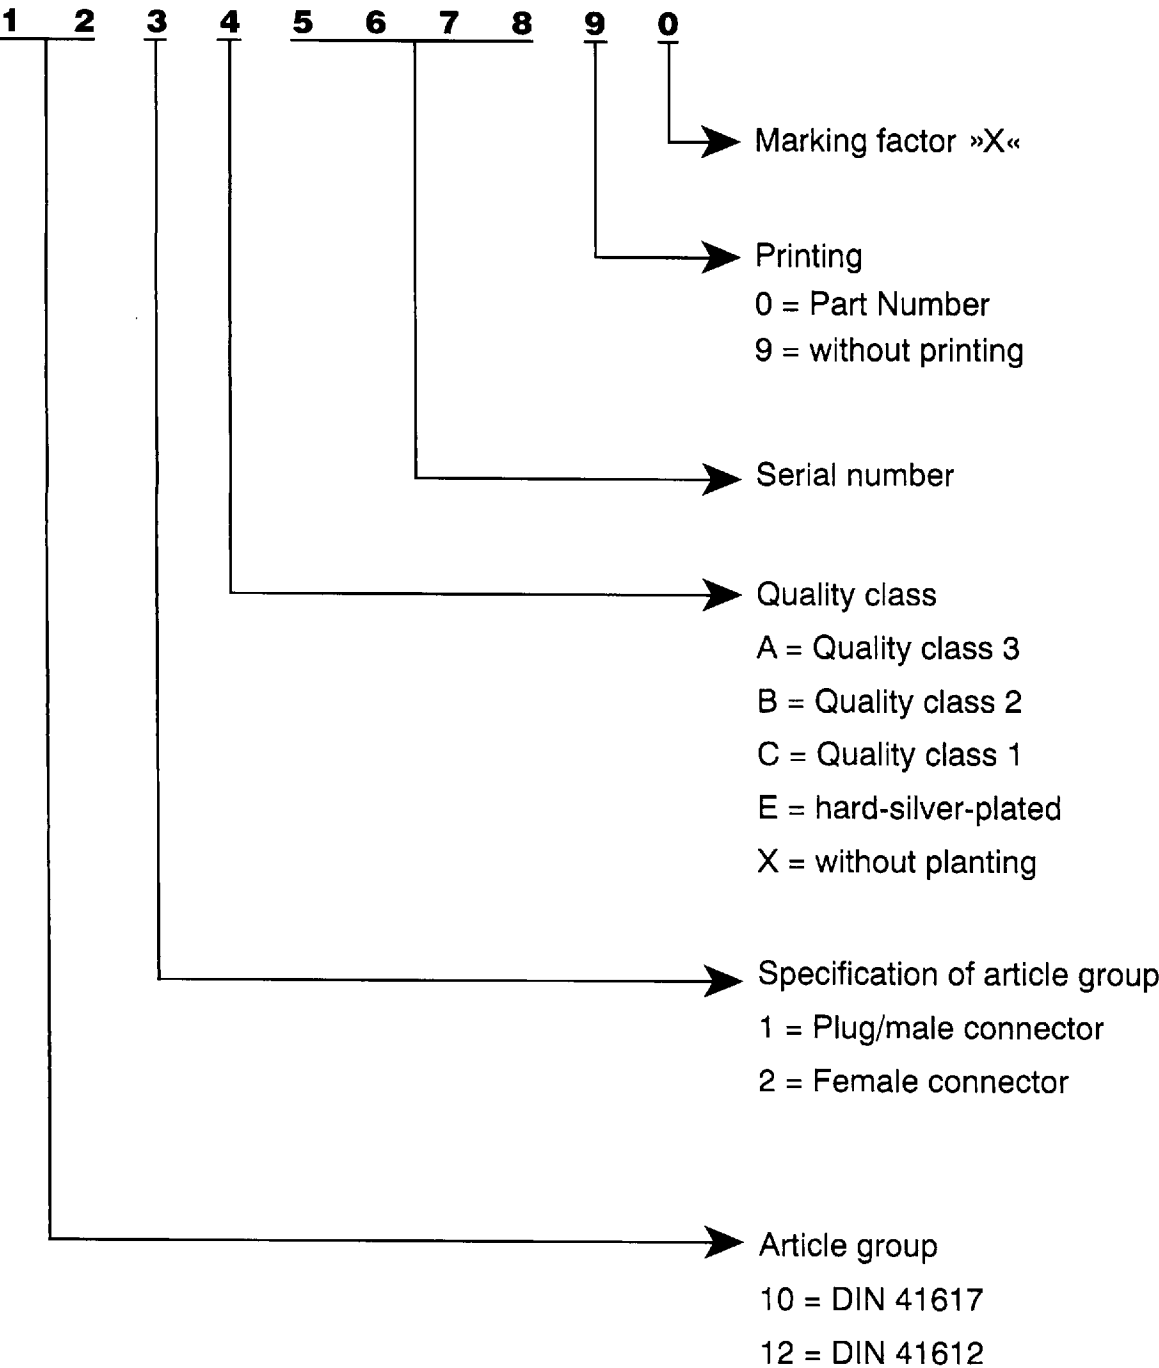 1 2 3 4 5 6 7 8 9 0
Marking factor »X«
Printing
0 = Part Number
9 = without printing
Serial number
Quality class
A = Quality class 3
B = Quality class 2
C = Quality class 1
E = hard-silver-plated
X = without planting
Specification of article group
1 = Plug/male connector
2 = Female connector
Article group
10 = DIN 41617
12 = DIN 41612